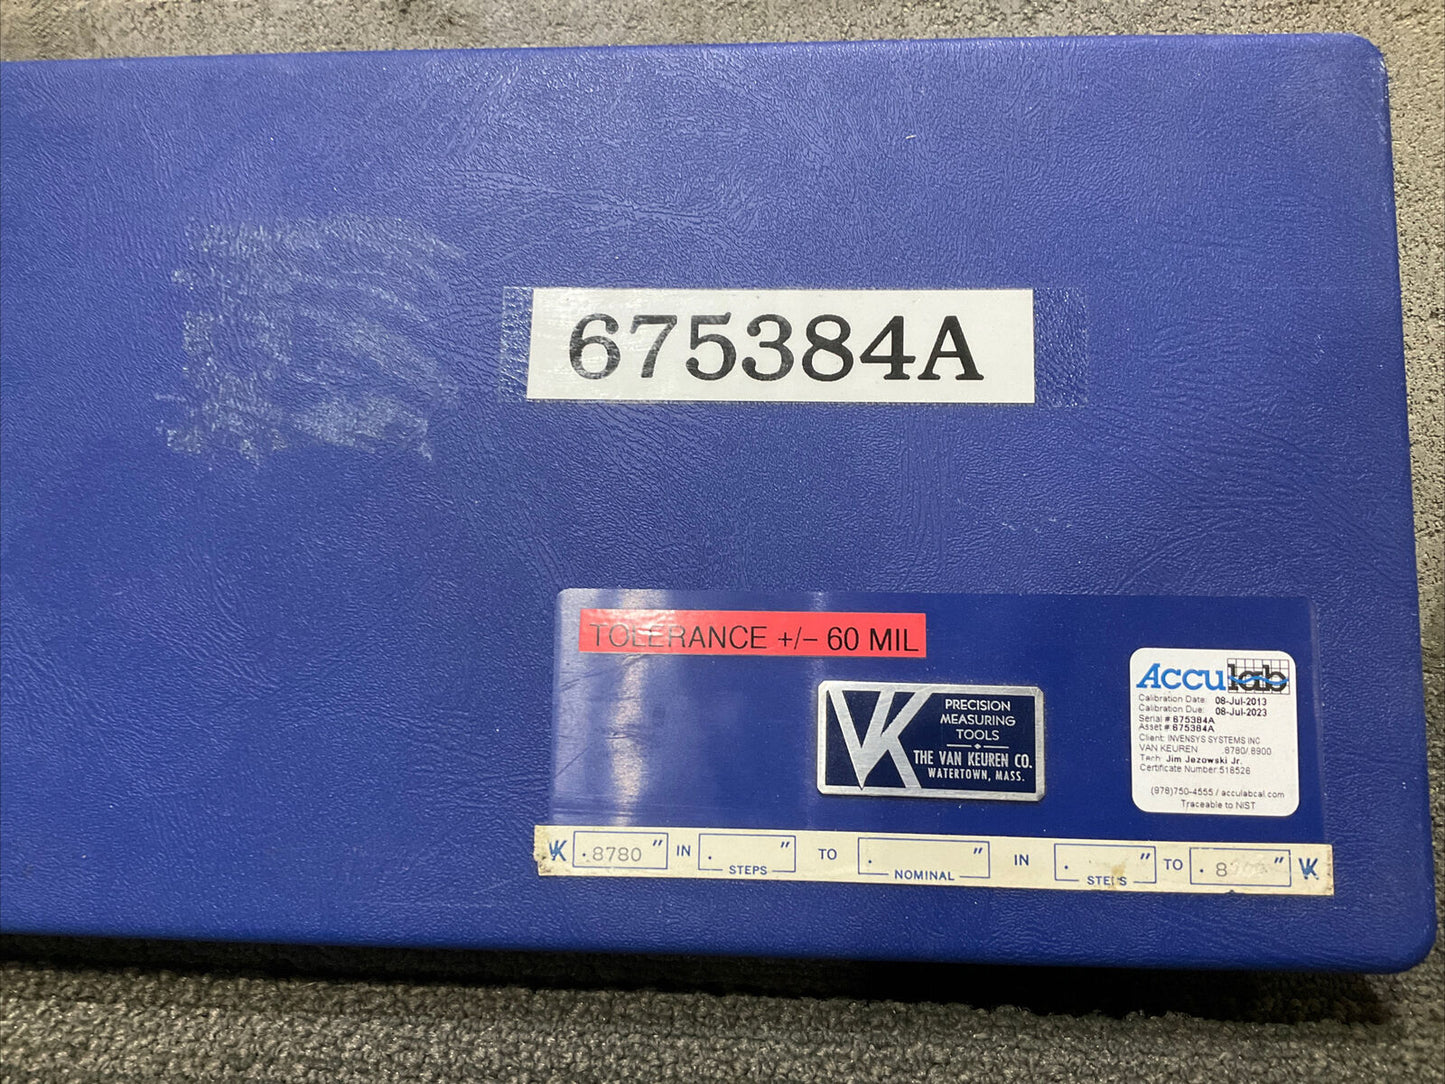 675384A
TOLERANCE +/- 60 MIL
VK
PRECISION
MEASURING
TOOLS
THE VAN KEUREN CO.
WATERTOWN, MASS.
Acculab
Calibration Date: 08-Jul-2013
Calibration Due: 08-Jul-2023
Serial # 675384A
Asset #:675384A
Client: INVENSYS SYSTEMS INC
VAN KEUREN .8780/.8900
Tech: Jim Jezowski Jr.
Certificate Number:518526
(978)750-4555 / acculabcal.com
Traceable to NIST
VK .8780 " IN . " STEPS TO . " NOMINAL IN . " STEPS TO " VK